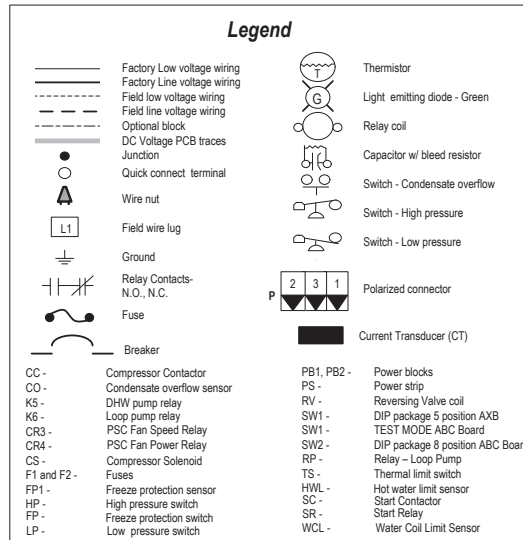 Legend
Factory Low voltage wiring
Factory Line voltage wiring
Field low voltage wiring
Field line voltage wiring
Optional block
DC Voltage PCB traces
Junction
Quick connect terminal
Wire nut
L1 Field wire lug
Ground
Relay Contacts-
N.O., N.C.
Fuse
Breaker
T Thermistor
G Light emitting diode - Green
Relay coil
Capacitor w/ bleed resistor
Switch - Condensate overflow
Switch - High pressure
Switch - Low pressure
P 2 3 1 Polarized connector
Current Transducer (CT)
CC - Compressor Contactor
CO - Condensate overflow sensor
K5 - DHW pump relay
K6 - Loop pump relay
CR3 - PSC Fan Speed Relay
CR4 - PSC Fan Power Relay
CS - Compressor Solenoid
F1 and F2 - Fuses
FP1 - Freeze protection sensor
HP - High pressure switch
FP - Freeze protection switch
LP - Low pressure switch
PB1, PB2 - Power blocks
PS - Power strip
RV - Reversing Valve coil
SW1 - DIP package 5 position AXB
SW1 - TEST MODE ABC Board
SW2 - DIP package 8 position ABC Boar
RP - Relay – Loop Pump
TS - Thermal limit switch
HWL - Hot water limit sensor
SC - Start Contactor
SR - Start Relay
WCL - Water Coil Limit Sensor